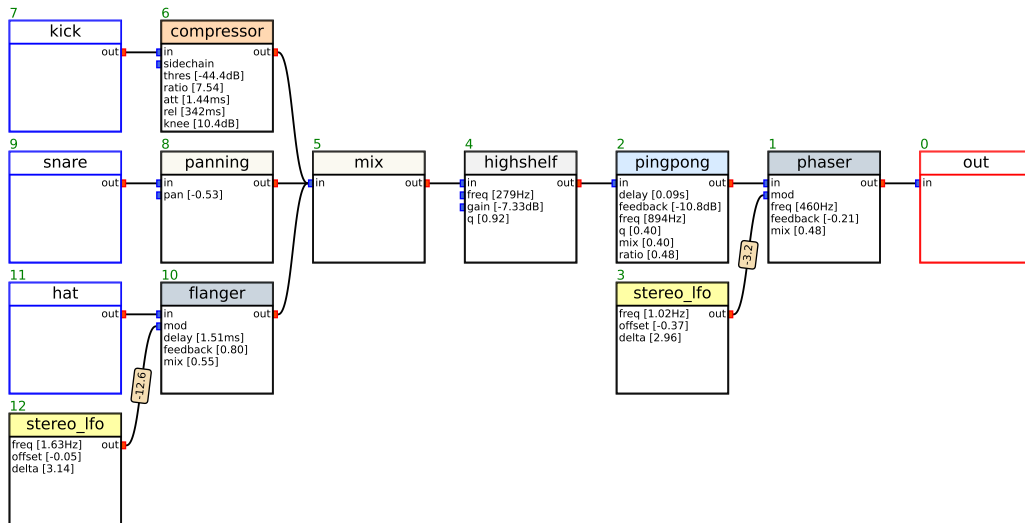 7
kick
out
6
compressor
in out
sidechain
thres [-44.4dB]
ratio [7.54]
att [1.44ms]
rel [342ms]
knee [10.4dB]
9
snare
out
8
panning
in out
pan [-0.53]
5
mix
in out
4
highshelf
in out
freq [279Hz]
gain [-7.33dB]
q [0.92]
2
pingpong
in out
delay [0.09s]
feedback [-10.8dB]
freq [894Hz]
q [0.40]
mix [0.40]
ratio [0.48]
1
phaser
in out
mod
freq [460Hz]
feedback [-0.21]
mix [0.48]
0
out
in
-3.2
11
hat
out
10
flanger
in out
mod
delay [1.51ms]
feedback [0.80]
mix [0.55]
3
stereo_lfo
freq [1.02Hz] out
offset [-0.37]
delta [2.96]
-12.6
12
stereo_lfo
freq [1.63Hz] out
offset [-0.05]
delta [3.14]